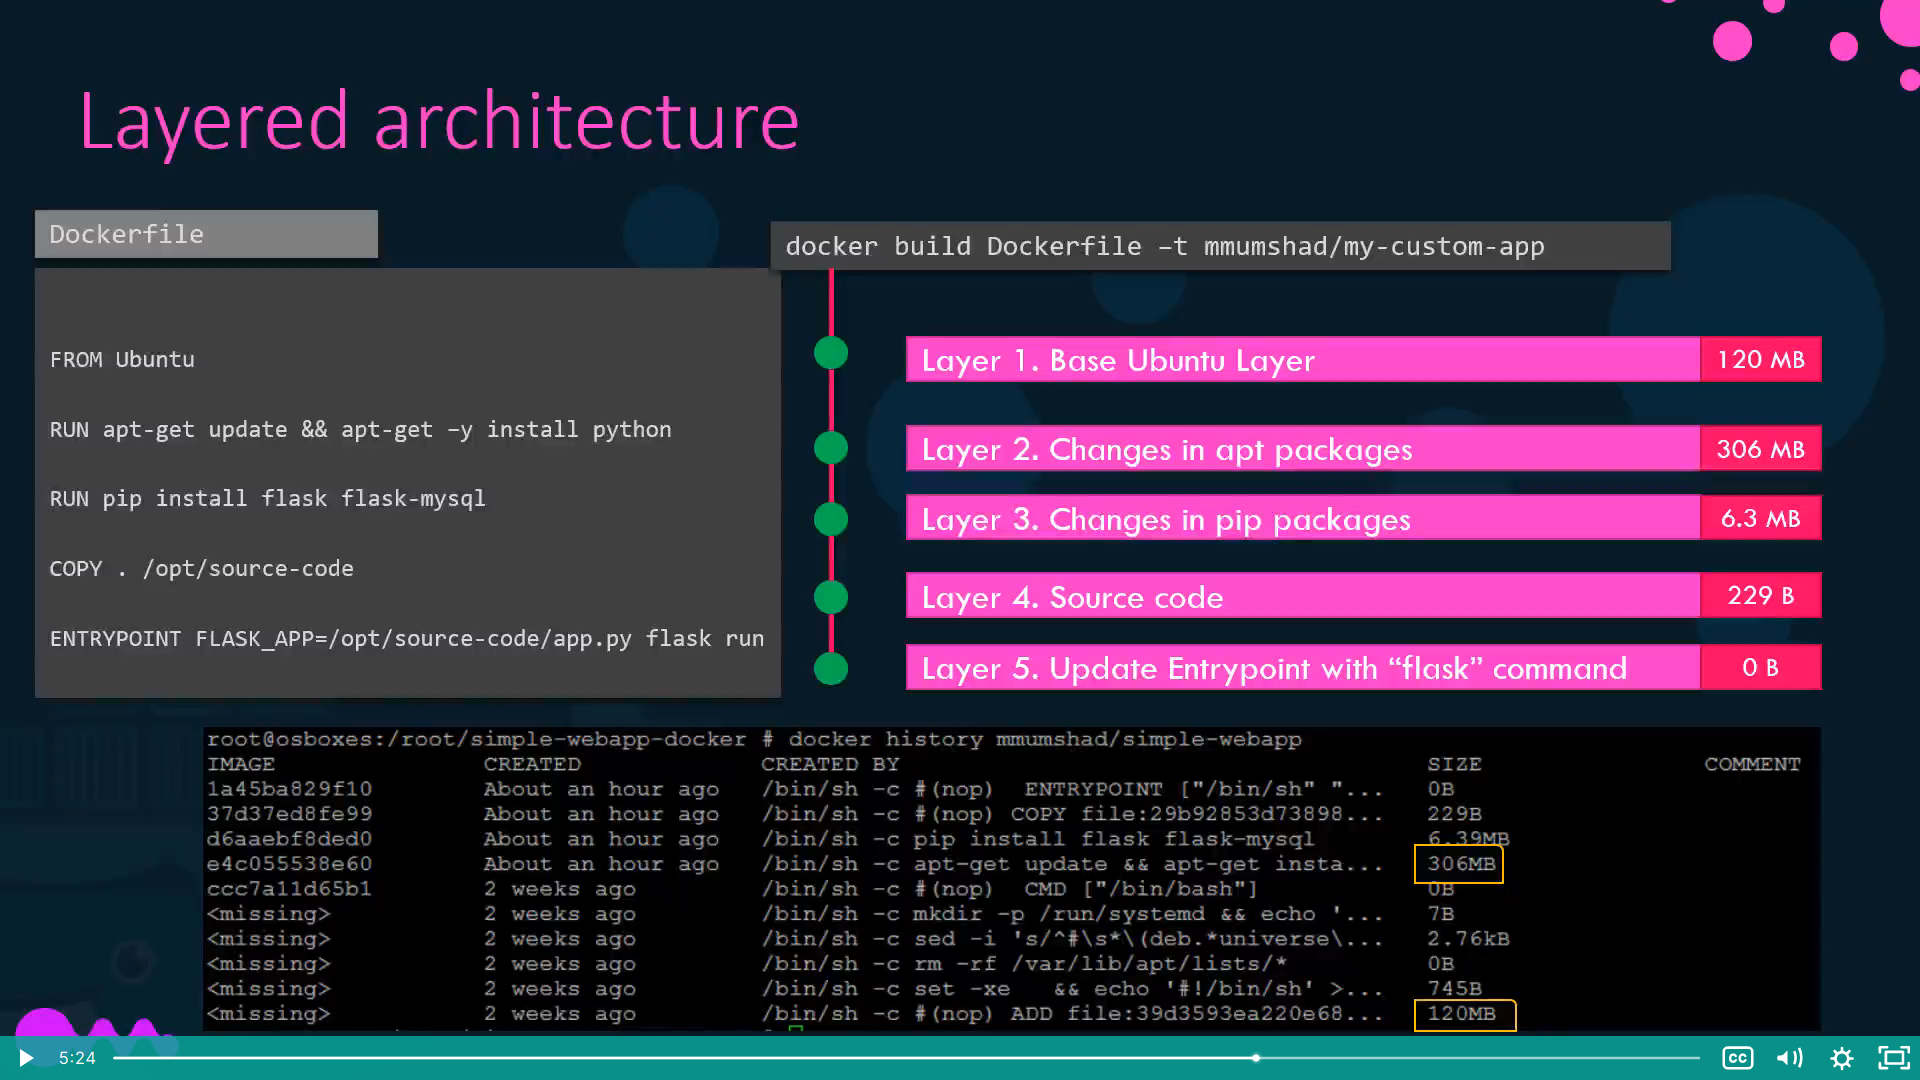 Layered architecture
Dockerfile
FROM Ubuntu
RUN apt-get update && apt-get –y install python
RUN pip install flask flask-mysql
COPY . /opt/source-code
ENTRYPOINT FLASK_APP=/opt/source-code/app.py flask run
docker build Dockerfile –t mmumshad/my-custom-app
Layer 1. Base Ubuntu Layer 120 MB
Layer 2. Changes in apt packages 306 MB
Layer 3. Changes in pip packages 6.3 MB
Layer 4. Source code 229 B
Layer 5. Update Entrypoint with “flask” command 0 B
root@osboxes:/root/simple-webapp-docker # docker history mmumshad/simple-webapp
IMAGE CREATED CREATED BY SIZE COMMENT
1a45ba829f10 About an hour ago /bin/sh -c #(nop) ENTRYPOINT ["/bin/sh" "... 0B
37d37ed8fe99 About an hour ago /bin/sh -c #(nop) COPY file:29b92853d73898... 229B
d6aaebf8ded0 About an hour ago /bin/sh -c pip install flask flask-mysql 6.39MB
e4c055538e60 About an hour ago /bin/sh -c apt-get update && apt-get insta... 306MB
ccc7a11d65b1 2 weeks ago /bin/sh -c #(nop) CMD ["/bin/bash"] 0B
<missing> 2 weeks ago /bin/sh -c mkdir -p /run/systemd && echo '... 7B
<missing> 2 weeks ago /bin/sh -c sed -i 's/^#\s*\(deb.*universe\... 2.76kB
<missing> 2 weeks ago /bin/sh -c rm -rf /var/lib/apt/lists/* 0B
<missing> 2 weeks ago /bin/sh -c set -xe && echo '#!/bin/sh' >... 745B
<missing> 2 weeks ago /bin/sh -c #(nop) ADD file:39d3593ea220e68... 120MB
5:24
CC